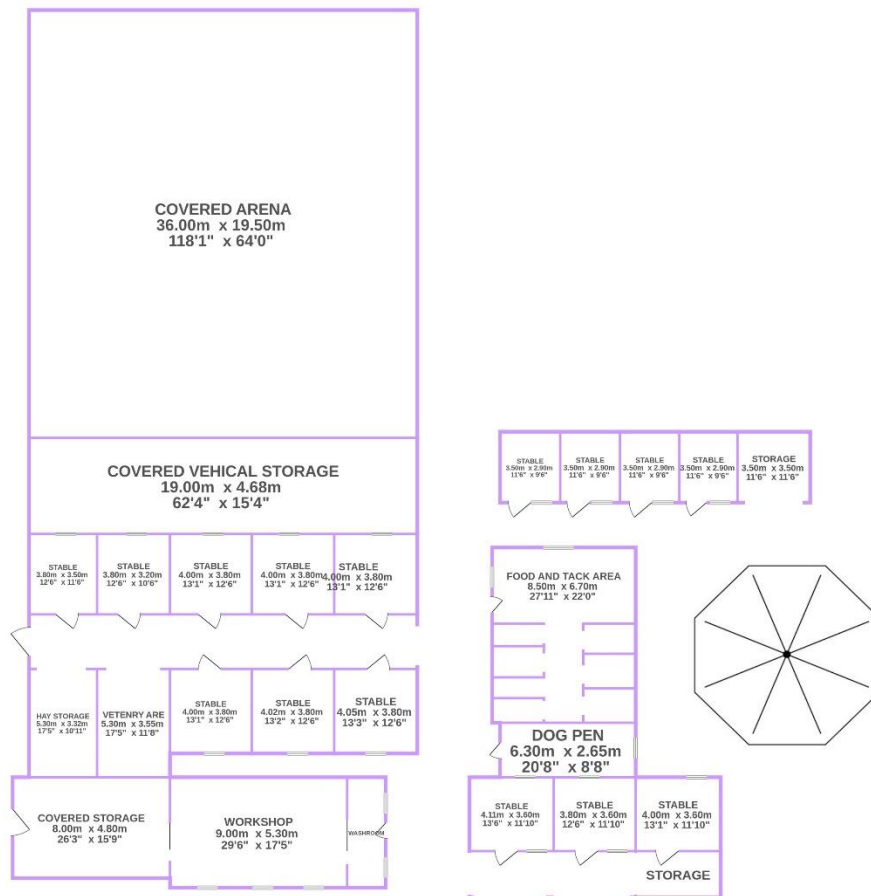 COVERED ARENA
36.00m x 19.50m
118'1" x 64'0"
COVERED VEHICAL STORAGE
19.00m x 4.68m
62'4" x 15'4"
STABLE
3.80m x 3.50m
12'6" x 11'6"
STABLE
3.80m x 3.20m
12'6" x 10'6"
STABLE
4.00m x 3.80m
13'1" x 12'6"
STABLE
4.00m x 3.80m
13'1" x 12'6"
STABLE
4.00m x 3.80m
13'1" x 12'6"
HAY STORAGE
5.30m x 3.32m
17'5" x 10'11"
VETENRY ARE
5.30m x 3.55m
17'5" x 11'8"
STABLE
4.00m x 3.80m
13'1" x 12'6"
STABLE
4.02m x 3.80m
13'2" x 12'6"
STABLE
4.05m x 3.80m
13'3" x 12'6"
COVERED STORAGE
8.00m x 4.80m
26'3" x 15'9"
WORKSHOP
9.00m x 5.30m
29'6" x 17'5"
WASHROOM
STABLE
3.50m x 2.90m
11'6" x 9'6"
STABLE
3.50m x 2.90m
11'6" x 9'6"
STABLE
3.50m x 2.90m
11'6" x 9'6"
STABLE
3.50m x 2.90m
11'6" x 9'6"
STORAGE
3.50m x 3.50m
11'6" x 11'6"
FOOD AND TACK AREA
8.50m x 6.70m
27'11" x 22'0"
DOG PEN
6.30m x 2.65m
20'8" x 8'8"
STABLE
4.11m x 3.60m
13'6" x 11'10"
STABLE
3.80m x 3.60m
12'6" x 11'10"
STABLE
4.00m x 3.60m
13'1" x 11'10"
STORAGE